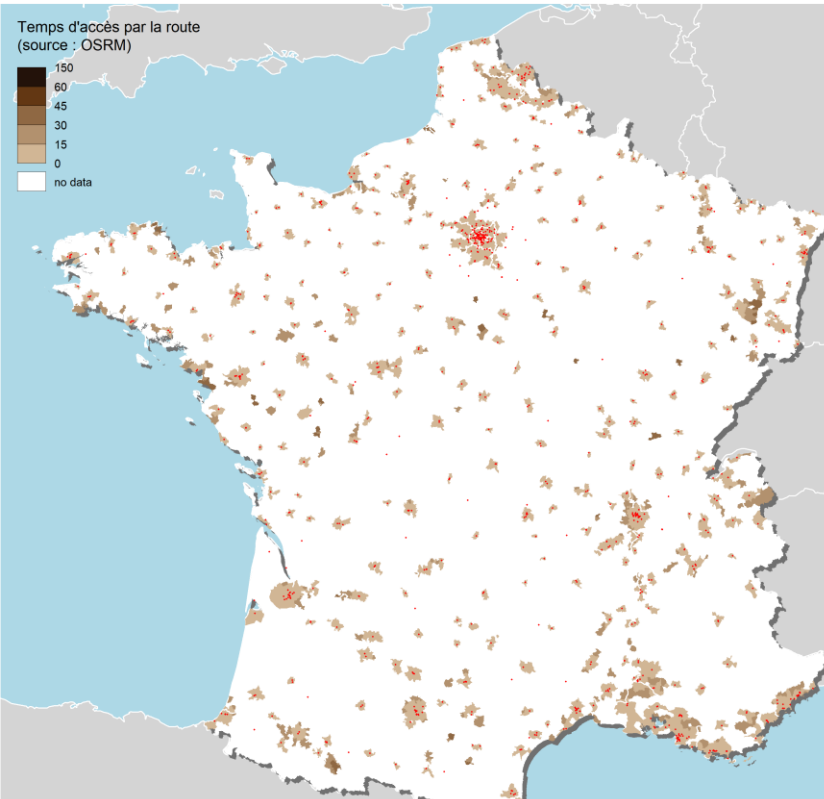 Temps d'accès par la route
(source : OSRM)
150
60
45
30
15
0
no data